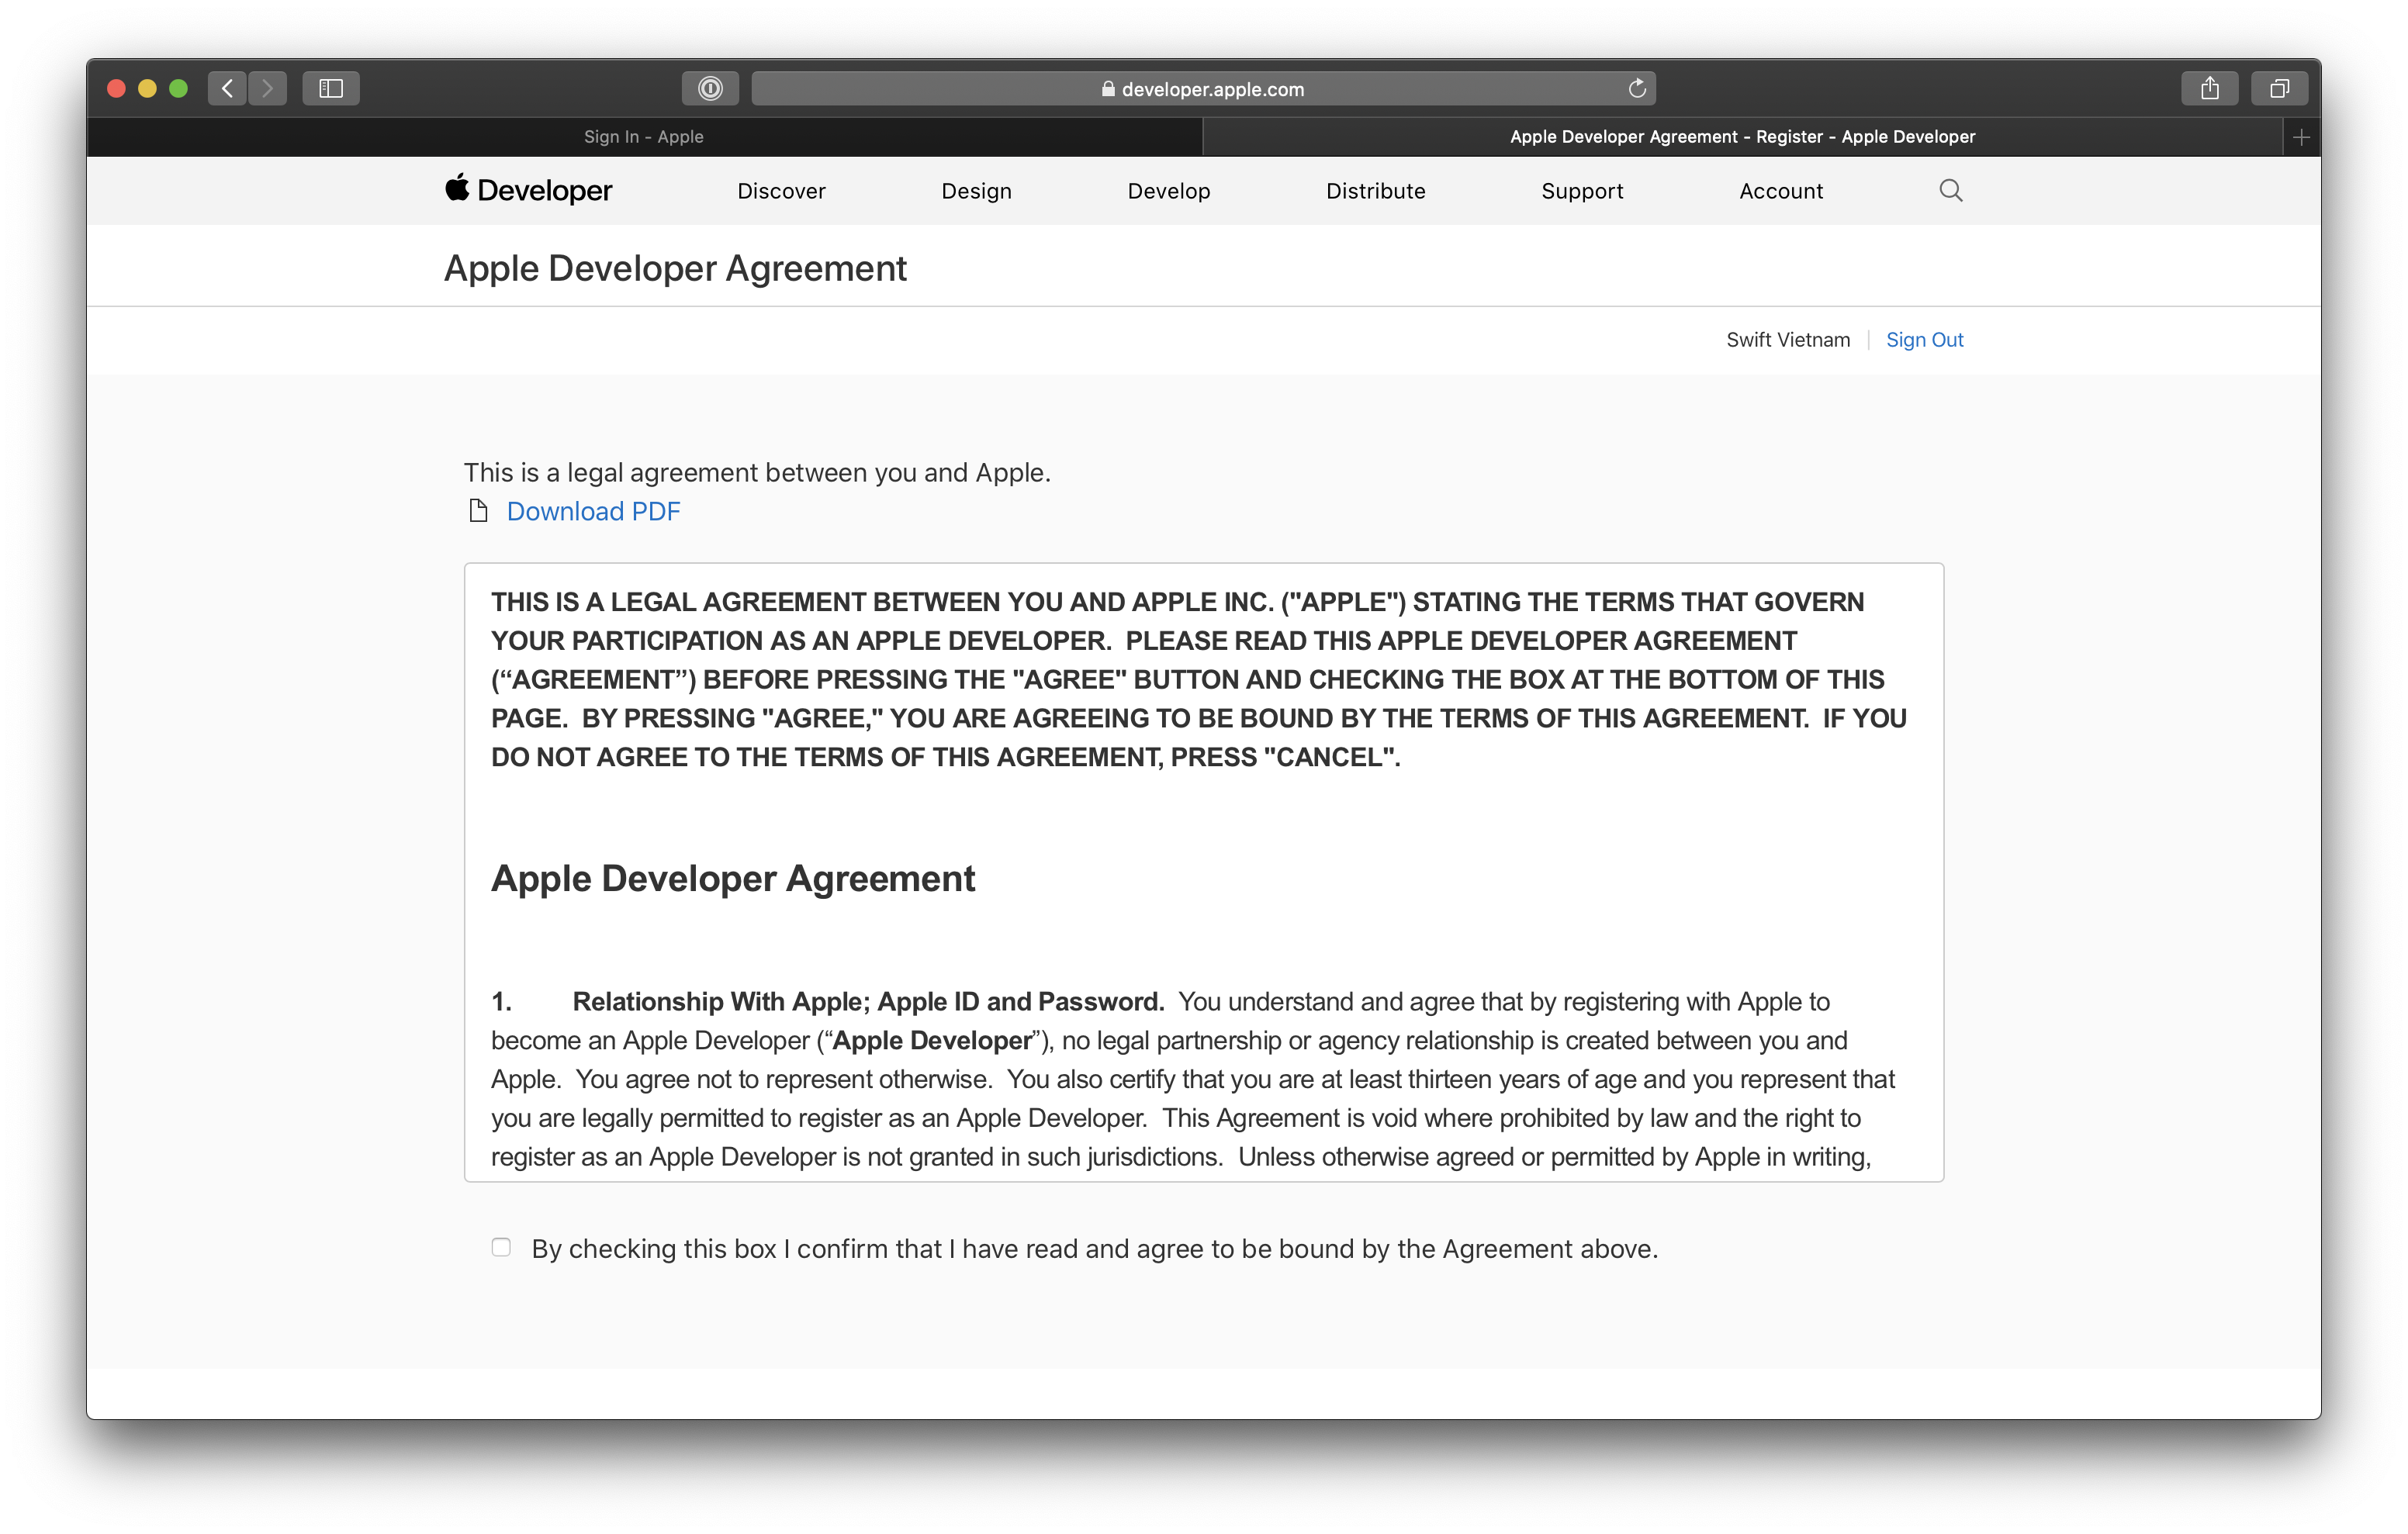 developer.apple.com
Sign In - Apple
Apple Developer Agreement - Register - Apple Developer
Developer
Discover
Design
Develop
Distribute
Support
Account
Apple Developer Agreement
Swift Vietnam
Sign Out
This is a legal agreement between you and Apple.
Download PDF
THIS IS A LEGAL AGREEMENT BETWEEN YOU AND APPLE INC. ("APPLE") STATING THE TERMS THAT GOVERN
YOUR PARTICIPATION AS AN APPLE DEVELOPER.  PLEASE READ THIS APPLE DEVELOPER AGREEMENT
(“AGREEMENT”) BEFORE PRESSING THE "AGREE" BUTTON AND CHECKING THE BOX AT THE BOTTOM OF THIS
PAGE.  BY PRESSING "AGREE," YOU ARE AGREEING TO BE BOUND BY THE TERMS OF THIS AGREEMENT.  IF YOU
DO NOT AGREE TO THE TERMS OF THIS AGREEMENT, PRESS "CANCEL".
Apple Developer Agreement
1. Relationship With Apple; Apple ID and Password.  You understand and agree that by registering with Apple to
become an Apple Developer (“Apple Developer”), no legal partnership or agency relationship is created between you and
Apple.  You agree not to represent otherwise.  You also certify that you are at least thirteen years of age and you represent that
you are legally permitted to register as an Apple Developer.  This Agreement is void where prohibited by law and the right to
register as an Apple Developer is not granted in such jurisdictions.  Unless otherwise agreed or permitted by Apple in writing,
By checking this box I confirm that I have read and agree to be bound by the Agreement above.